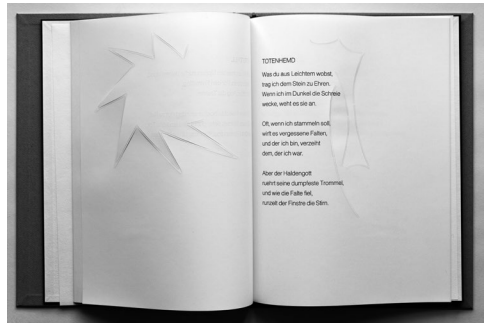 TOTENHEMD
Was du aus Leichtem wobst,
trag ich dem Stein zu Ehren.
Wenn ich im Dunkel die Schreie
wecke, weht es sie an.
Oft, wenn ich stammeln soll,
wirft es vergessene Falten,
und der ich bin, verzeiht
dem, der ich war.
Aber der Haldengott
ruehrt seine dumpfeste Trommel,
und wie die Falte fiel,
runzelt der Finstre die Stirn.